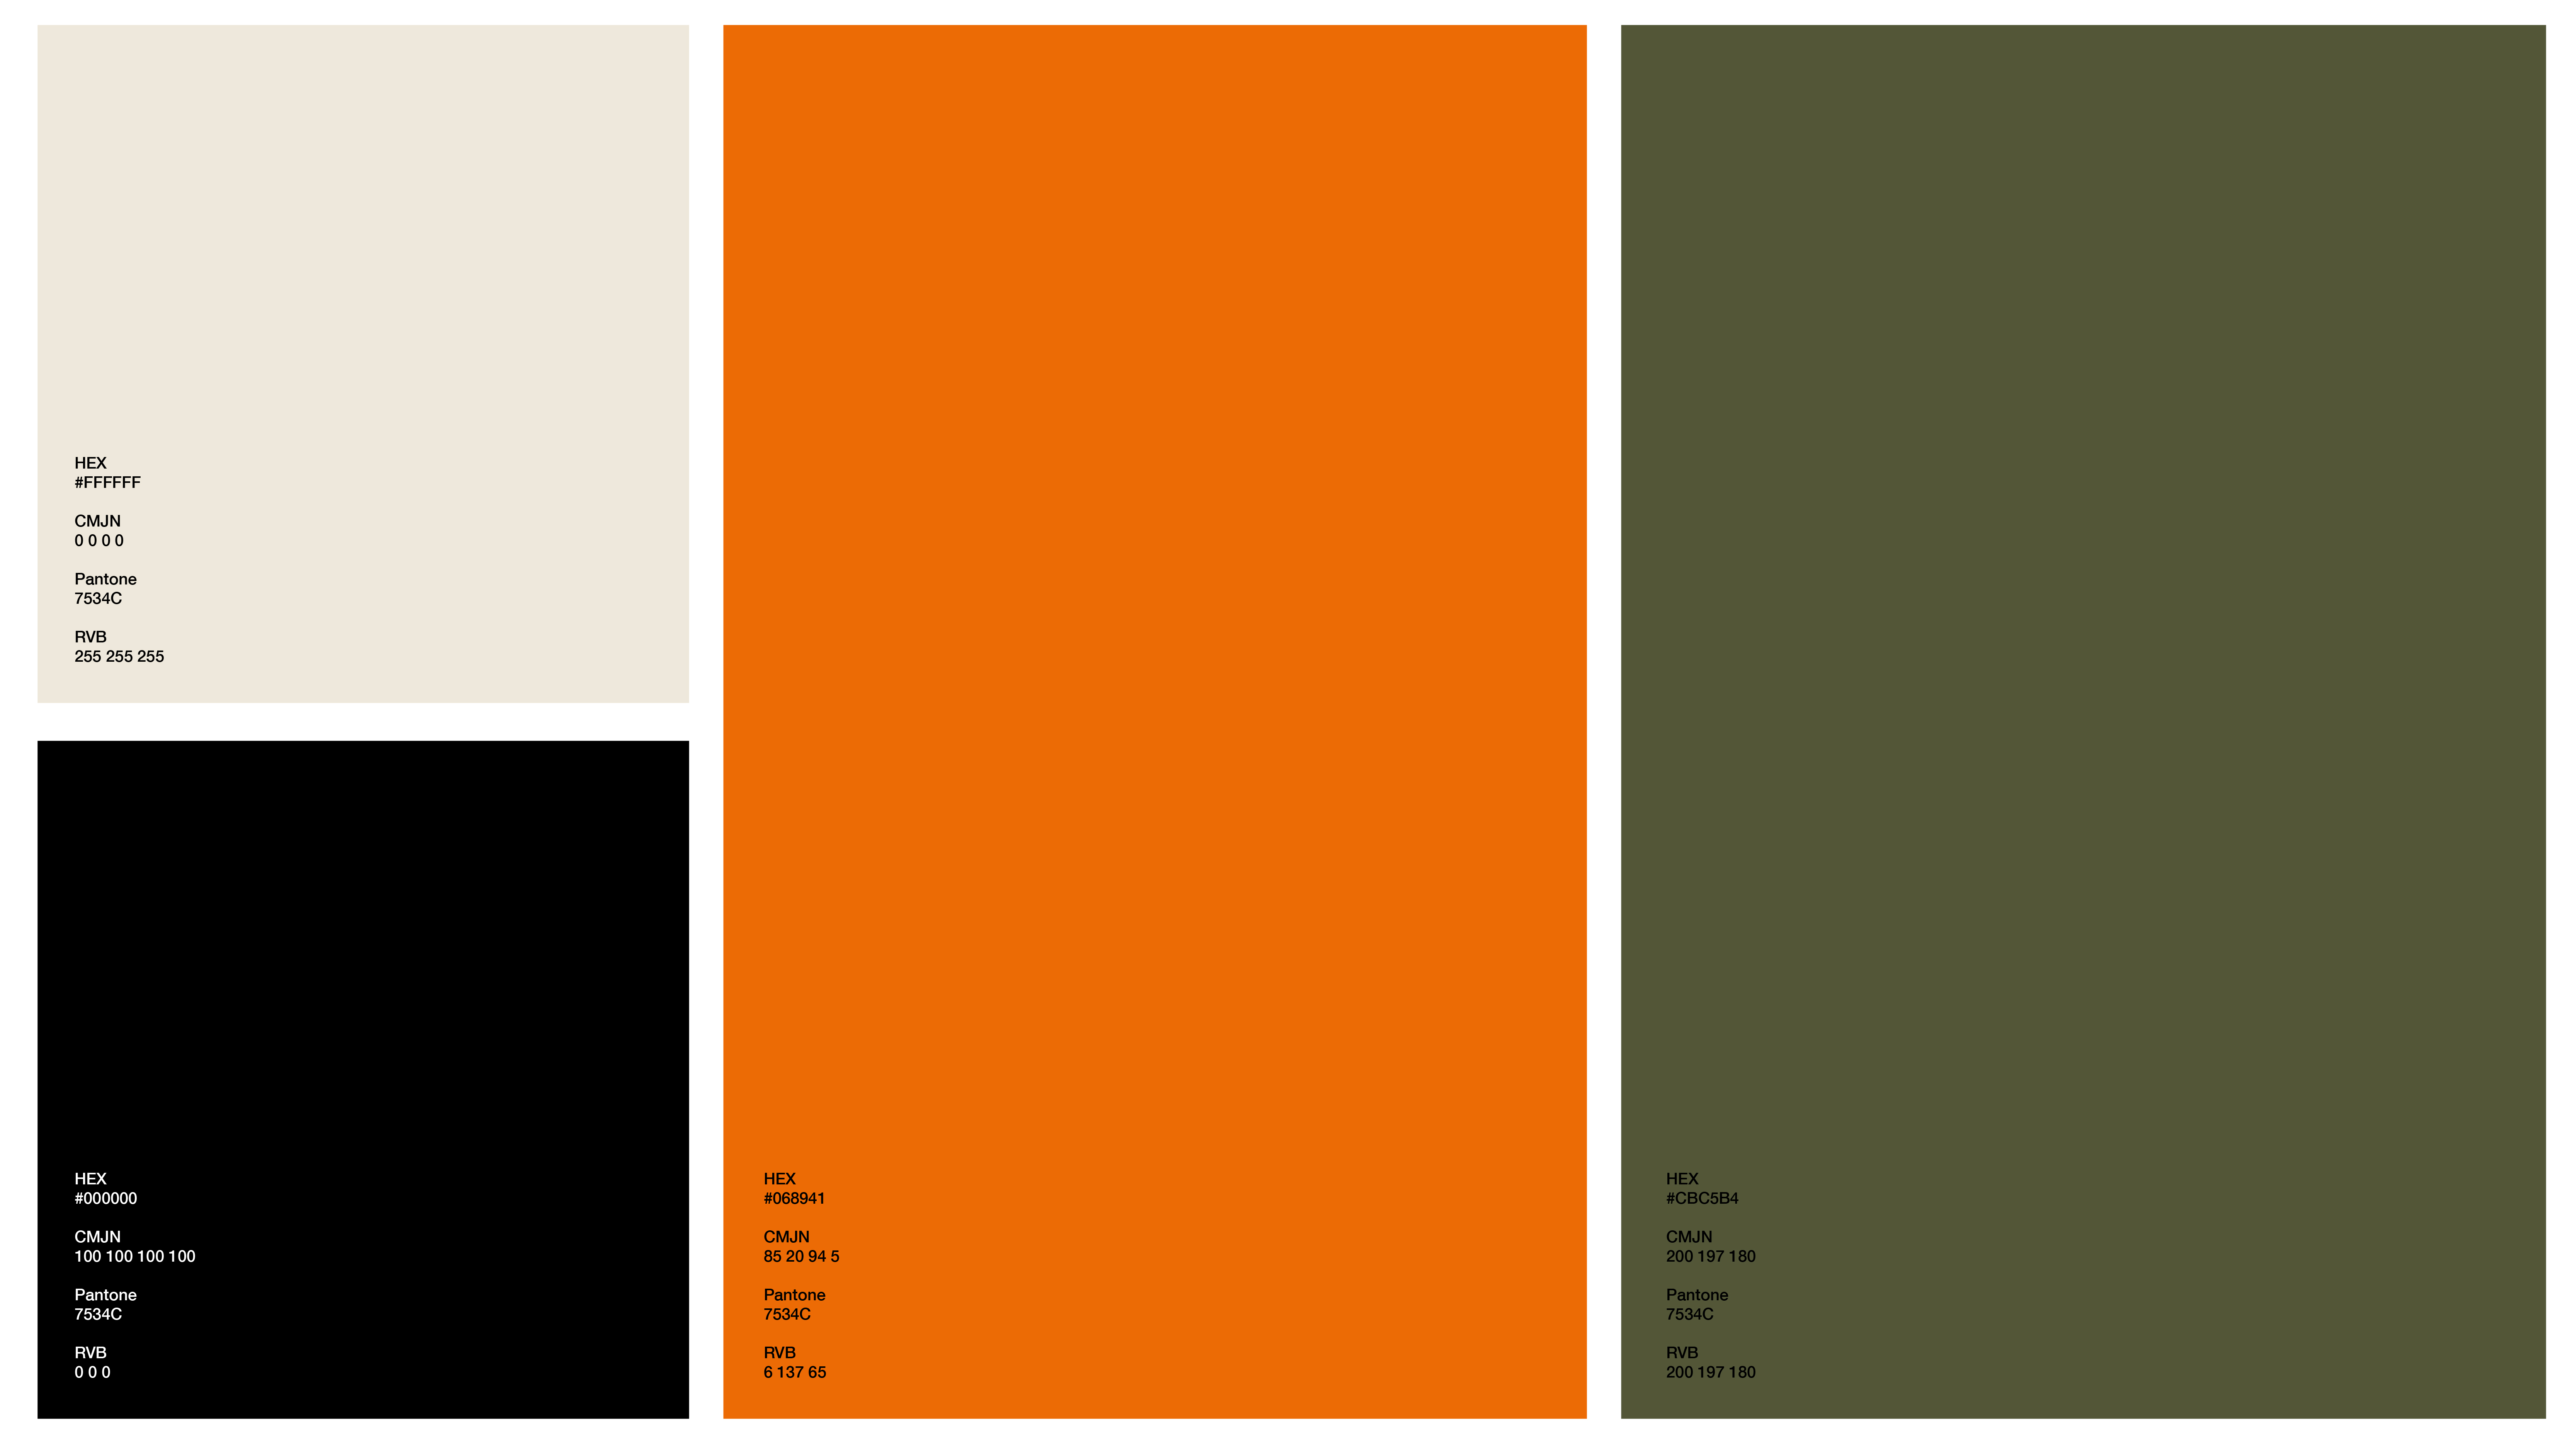 HEX
#FFFFFF
CMJN
0 0 0 0
Pantone
7534C
RVB
255 255 255
HEX
#000000
CMJN
100 100 100 100
Pantone
7534C
RVB
0 0 0
HEX
#068941
CMJN
85 20 94 5
Pantone
7534C
RVB
6 137 65
HEX
#CBC5B4
CMJN
200 197 180
Pantone
7534C
RVB
200 197 180